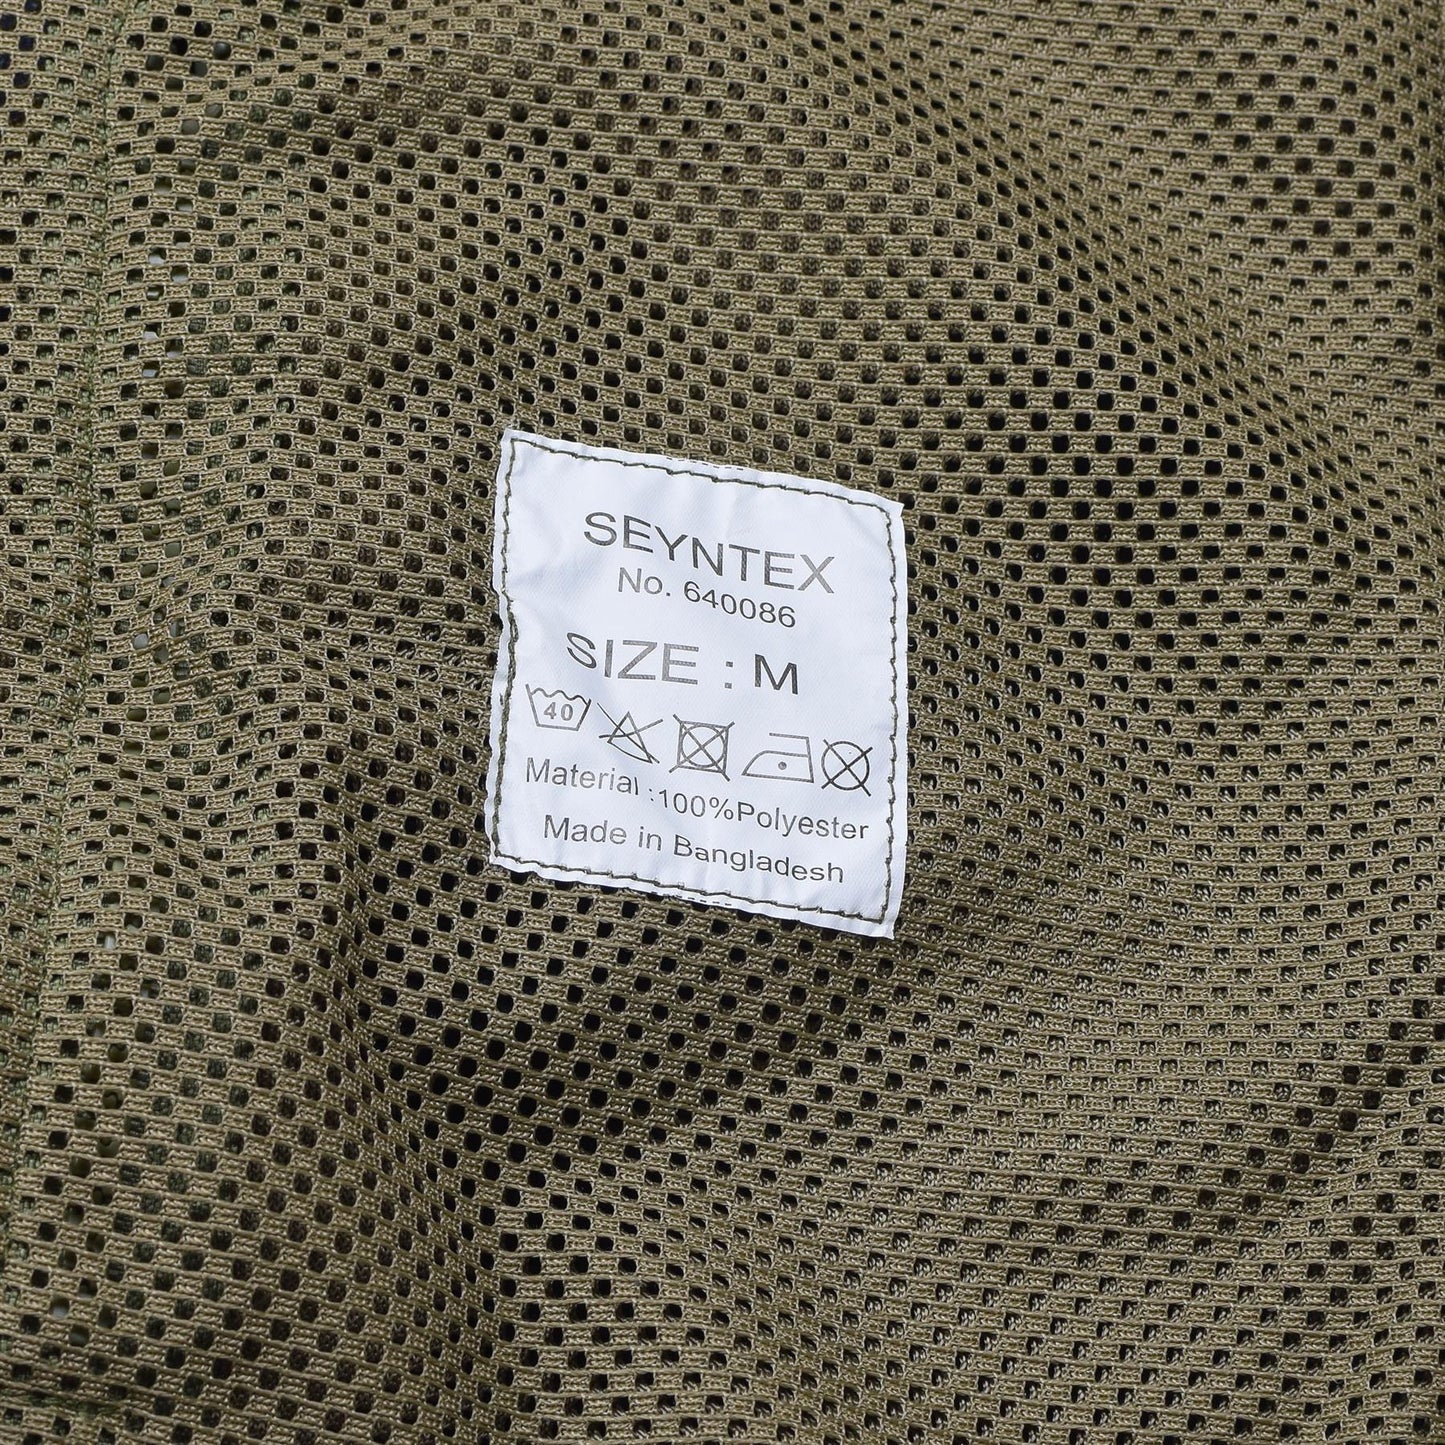 SEYNTEX
No. 640086
SIZE : M
40
Material :100%Polyester
Made in Bangladesh